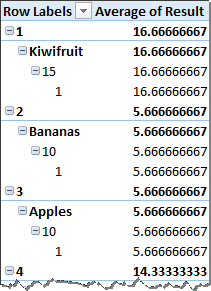 Row Labels Average of Result
1 16.66666667
Kiwifruit 16.66666667
15 16.66666667
1 16.66666667
2 5.666666667
Bananas 5.666666667
10 5.666666667
1 5.666666667
3 5.666666667
Apples 5.666666667
10 5.666666667
1 5.666666667
4 14.33333333